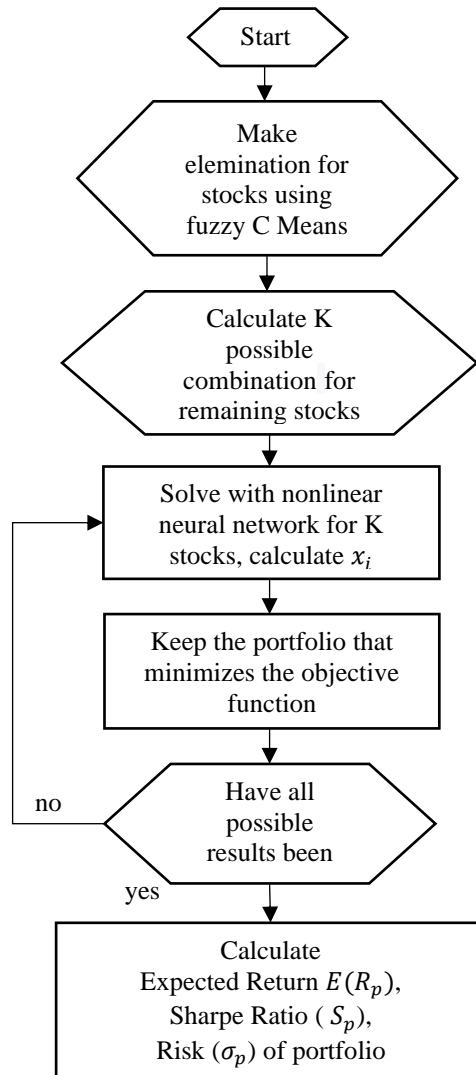 Start
Make
elemination for
stocks using
fuzzy C Means
Calculate K
possible
combination for
remaining stocks
Solve with nonlinear
neural network for K
stocks, calculate 𝑥ᵢ
Keep the portfolio that
minimizes the objective
function
Have all
possible
results been
no
yes
Calculate
Expected Return 𝐸(𝑅ₚ),
Sharpe Ratio ( 𝑆ₚ),
Risk (𝜎ₚ) of portfolio